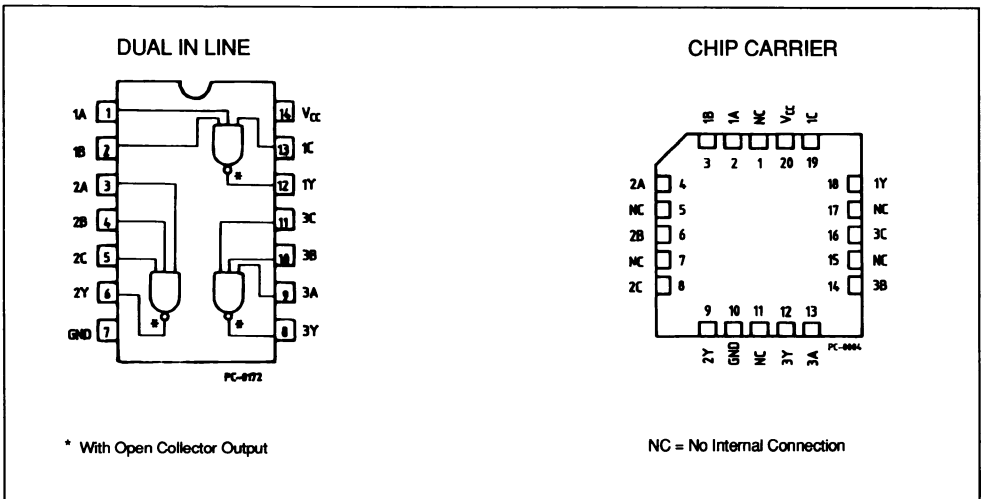 DUAL IN LINE
1A 1
1B 2
2A 3
2B 4
2C 5
2Y 6
GND 7
14 VCC
13 1C
12 1Y
11 3C
10 3B
9 3A
8 3Y
*
*
*
PC-0172
* With Open Collector Output
CHIP CARRIER
1B 1A NC VCC 1C
3 2 1 20 19
2A 4
NC 5
2B 6
NC 7
2C 8
18 1Y
17 NC
16 3C
15 NC
14 3B
9 10 11 12 13
2Y GND NC 3Y 3A
PC-0004
NC = No Internal Connection